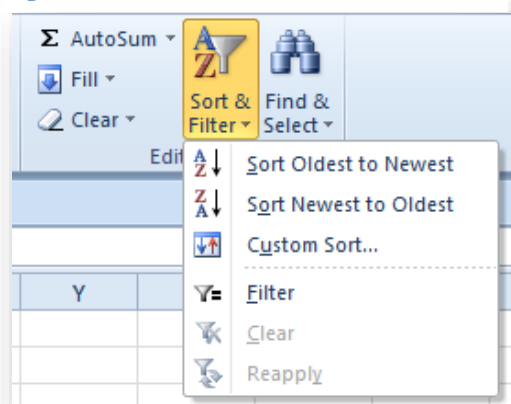 Σ AutoSum
Fill
Clear
Sort &
Filter
Find &
Select
Edit
Sort Oldest to Newest
Sort Newest to Oldest
Custom Sort...
Filter
Clear
Reapply
Y